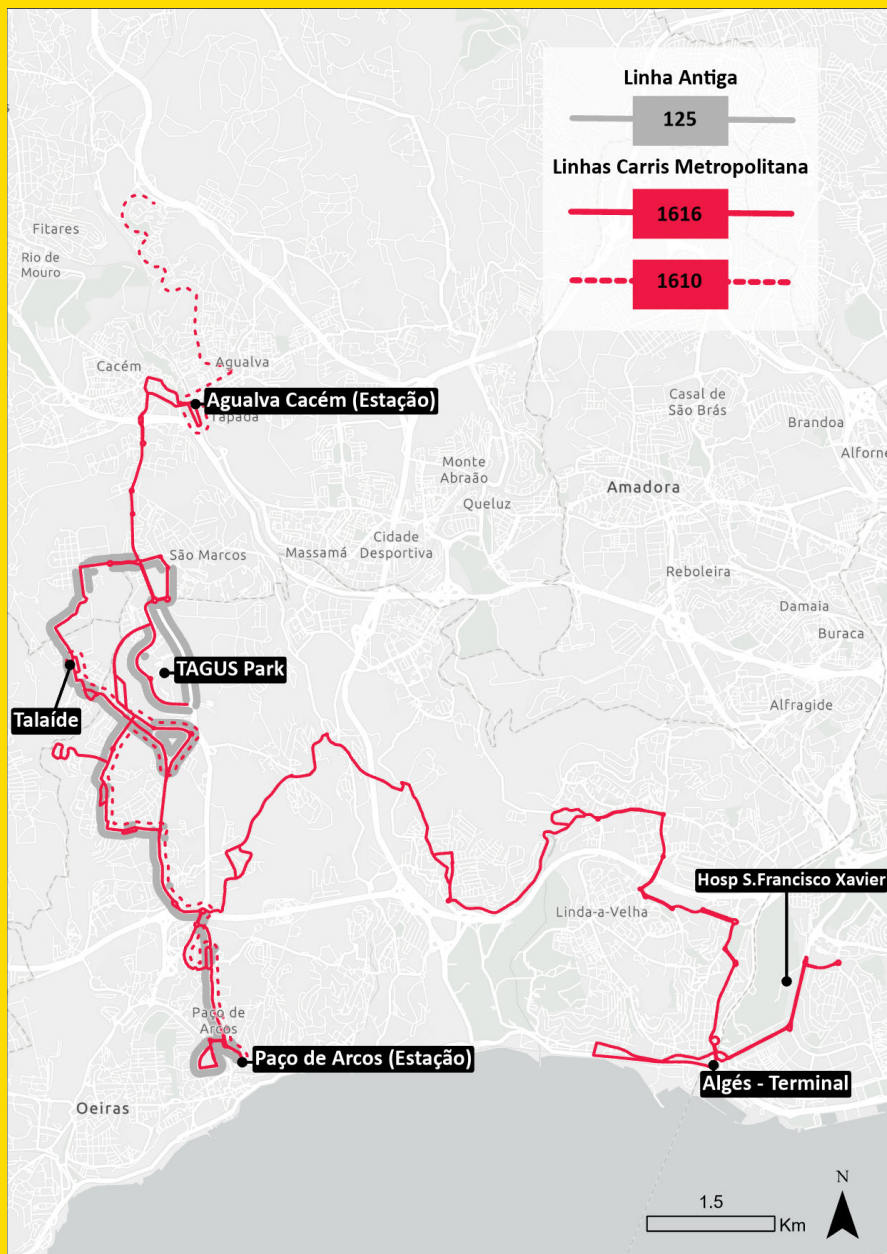 Linha Antiga
125
Linhas Carris Metropolitana
1616
1610
Fitares
Rio de
Mouro
Cacém
Agualva
Agualva Cacém (Estação)
Tapada
Casal de
São Brás
Brandoa
Monte
Abraão
Amadora
Queluz
Cidade
Desportiva
São Marcos
Massamá
Reboleira
Damaia
Buraca
TAGUS Park
Talaíde
Alfragide
Hosp S.Francisco Xavier
Linda-a-Velha
Paço de
Arcos
Paço de Arcos (Estação)
Algés - Terminal
Oeiras
N
1.5
Km